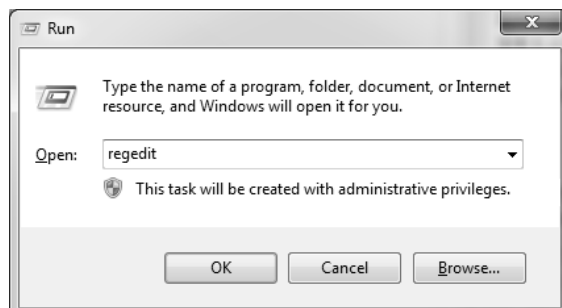 Run
x
Type the name of a program, folder, document, or Internet
resource, and Windows will open it for you.
Open: regedit
This task will be created with administrative privileges.
OK Cancel Browse...